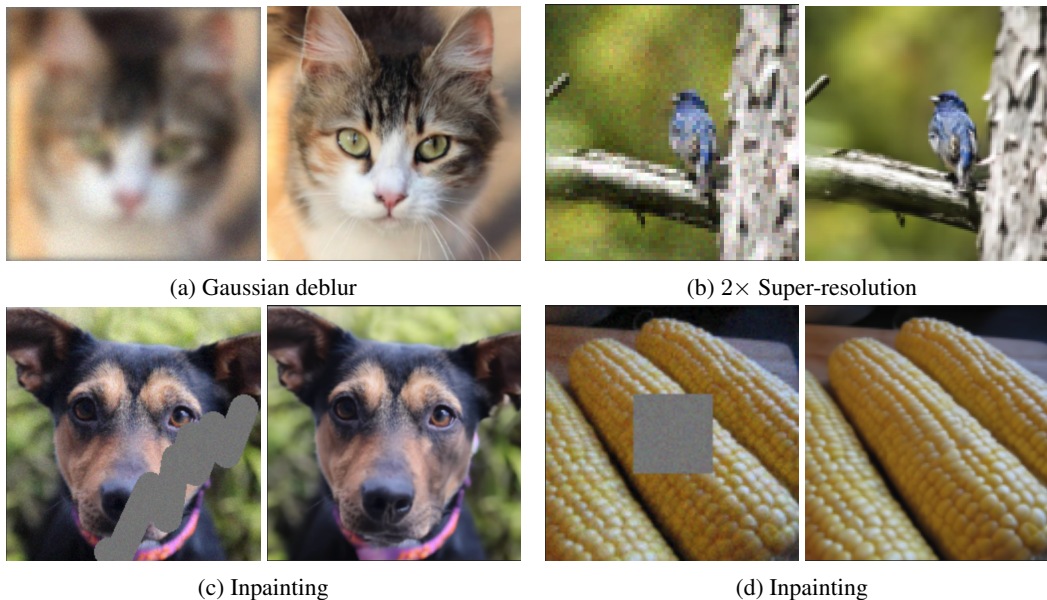 (a) Gaussian deblur
(b) 2× Super-resolution
(c) Inpainting
(d) Inpainting